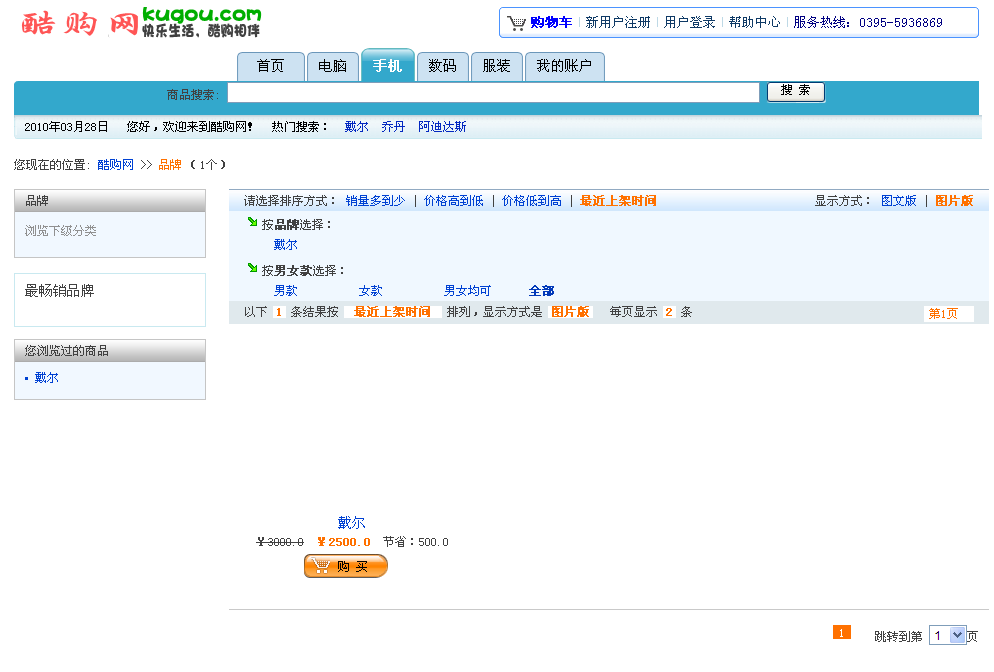 酷 购 网 kugou.com
快乐生活、酷购相伴
购物车 新用户注册 用户登录 帮助中心 服务热线：0395-5936869
首页 电脑 手机 数码 服装 我的账户
商品搜索: 搜 索
2010年03月28日 您好，欢迎来到酷购网! 热门搜索： 戴尔 乔丹 阿迪达斯
您现在的位置: 酷购网 >> 品牌 （1个）
品牌
浏览下级分类
最畅销品牌
您浏览过的商品
戴尔
请选择排序方式： 销量多到少 | 价格高到低 | 价格低到高 | 最近上架时间 显示方式： 图文版 | 图片版
按品牌选择：
戴尔
按男女款选择：
男款 女款 男女均可 全部
以下 1 条结果按 最近上架时间 排列，显示方式是 图片版 每页显示 2 条 第1页
戴尔
¥3000.0 ¥2500.0 节省：500.0
购 买
1 跳转到第 1 页